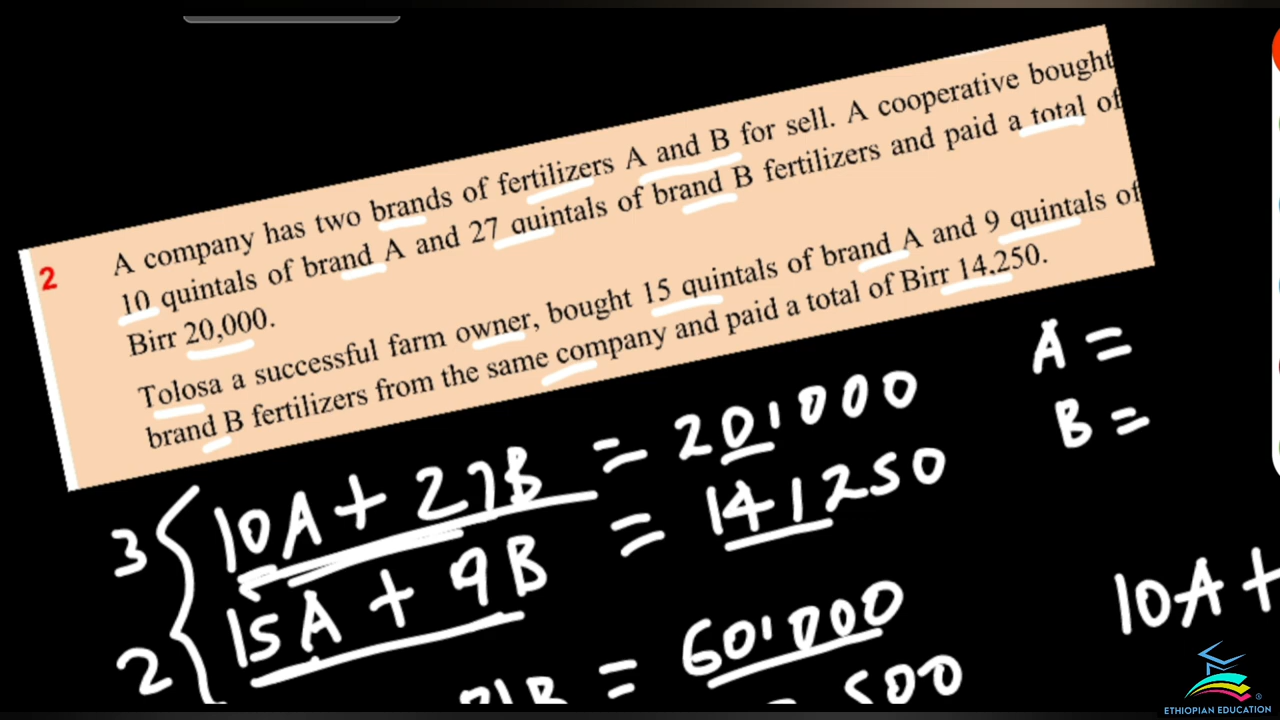 2
A company has two brands of fertilizers A and B for sell. A cooperative bought
10 quintals of brand A and 27 quintals of brand B fertilizers and paid a total of
Birr 20,000.
Tolosa a successful farm owner, bought 15 quintals of brand A and 9 quintals of
brand B fertilizers from the same company and paid a total of Birr 14,250.
A =
B =
3
10A + 27B = 20'000
2
15A + 9B = 14'250
= 60'000
500
10A +
ETHIOPIAN EDUCATION